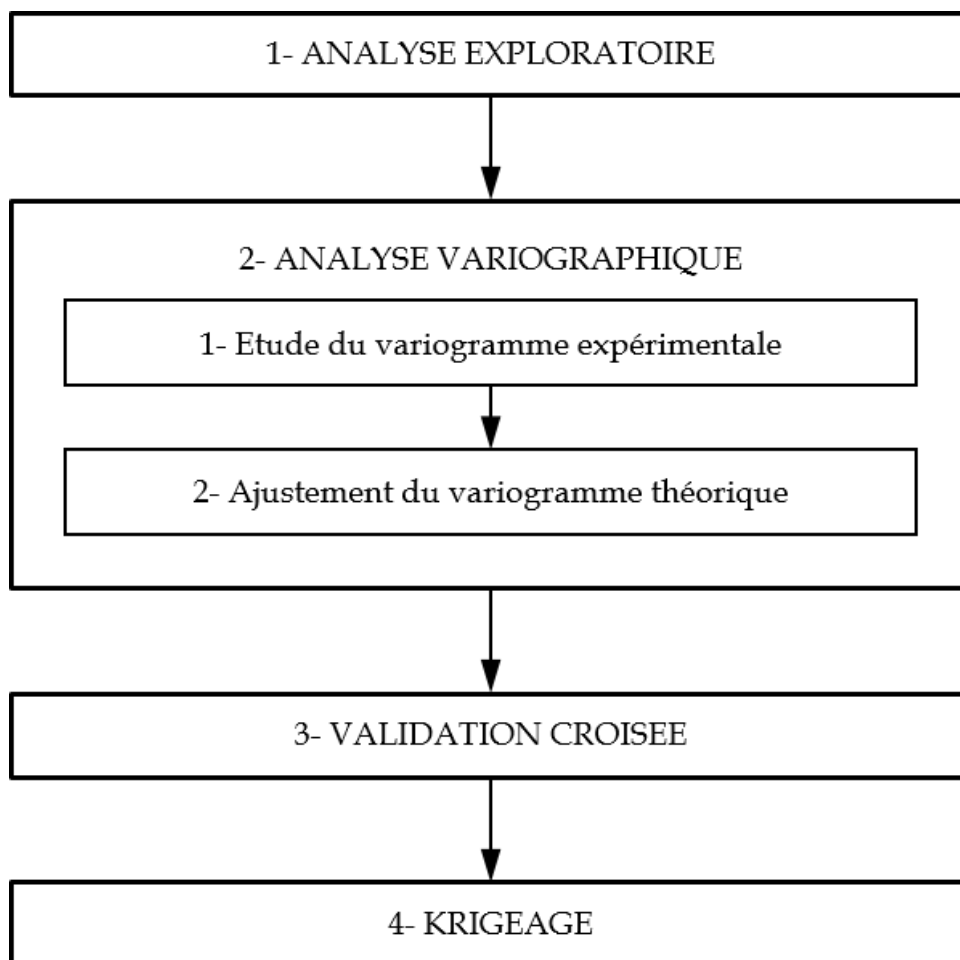 1- ANALYSE EXPLORATOIRE
2- ANALYSE VARIOGRAPHIQUE
1- Etude du variogramme expérimentale
2- Ajustement du variogramme théorique
3- VALIDATION CROISEE
4- KRIGEAGE